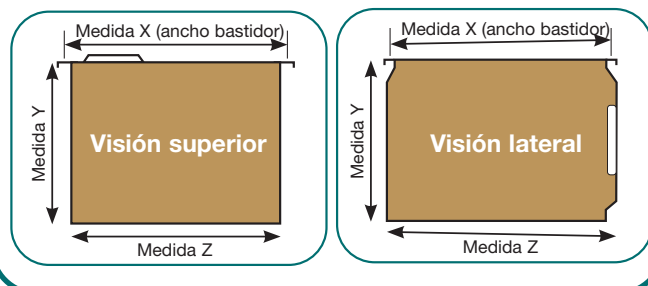 Medida X (ancho bastidor)
Medida Y
Visión superior
Medida Z
Medida X (ancho bastidor)
Medida Y
Visión lateral
Medida Z